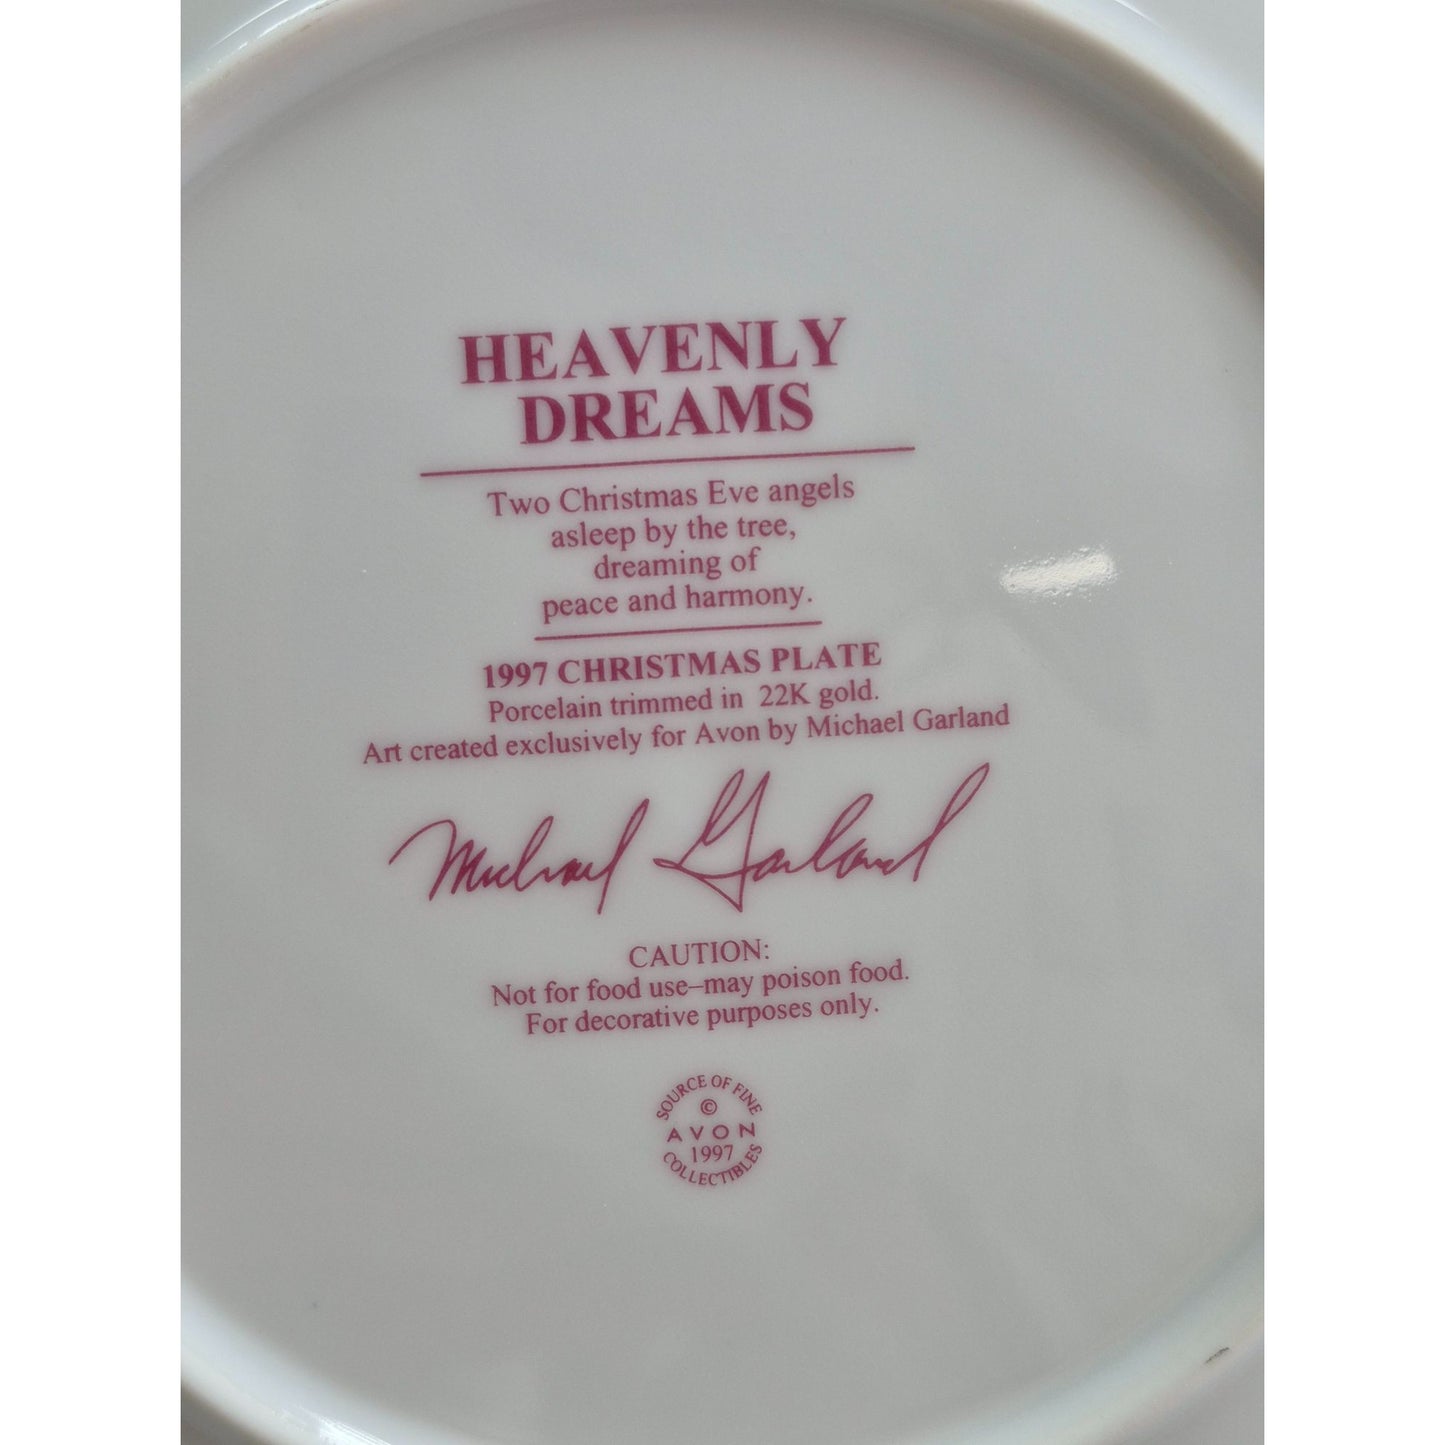 HEAVENLY
DREAMS
Two Christmas Eve angels
asleep by the tree,
dreaming of
peace and harmony.
1997 CHRISTMAS PLATE
Porcelain trimmed in 22K gold.
Art created exclusively for Avon by Michael Garland
Michael Garland
CAUTION:
Not for food use–may poison food.
For decorative purposes only.
SOURCE OF FINE
©
AVON
1997
COLLECTIBLES